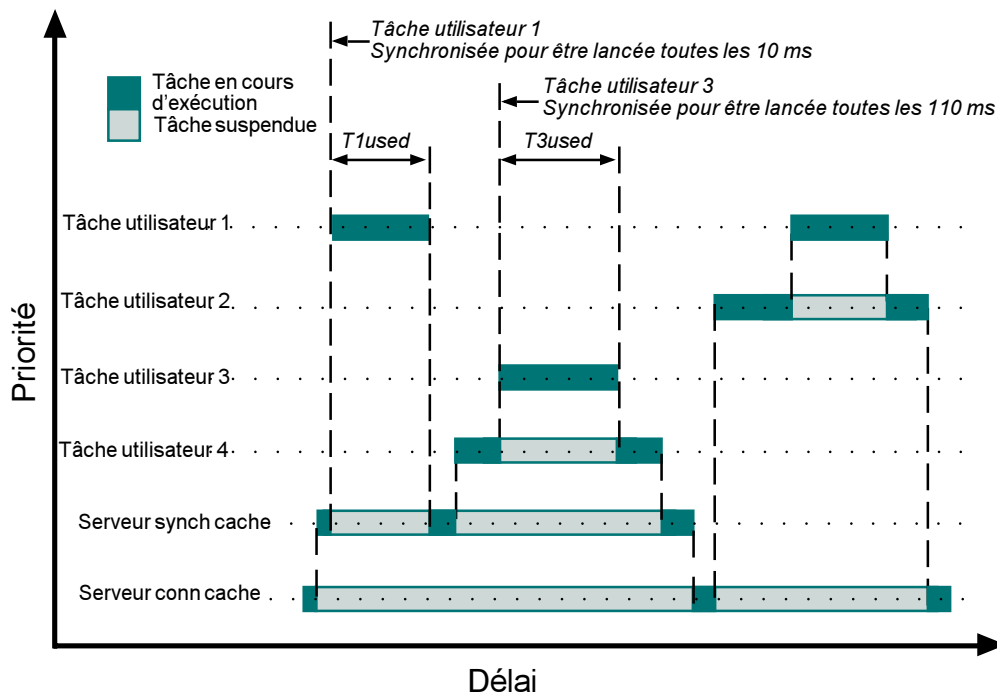 Tâche utilisateur 1
Synchronisée pour être lancée toutes les 10 ms
Tâche en cours
d'exécution
Tâche suspendue
Tâche utilisateur 3
Synchronisée pour être lancée toutes les 110 ms
T1used
T3used
Tâche utilisateur 1
Tâche utilisateur 2
Tâche utilisateur 3
Tâche utilisateur 4
Serveur synch cache
Serveur conn cache
Priorité
Délai